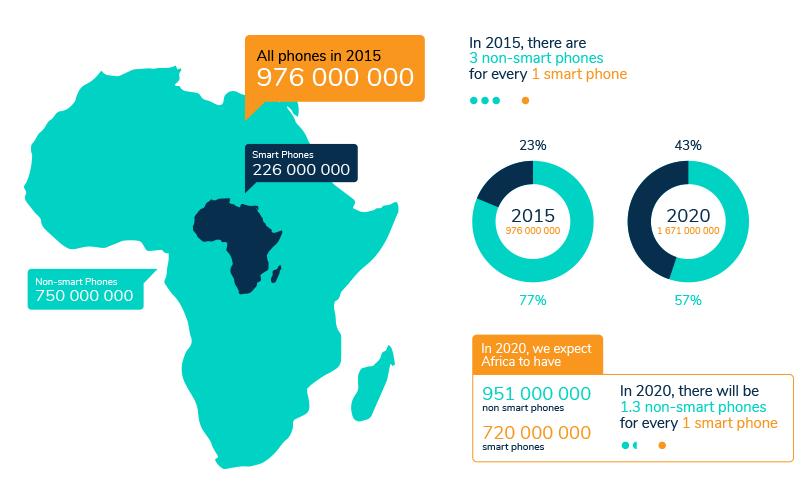 All phones in 2015
976 000 000
Smart Phones
226 000 000
Non-smart Phones
750 000 000
In 2015, there are
3 non-smart phones
for every 1 smart phone
23%
2015
976 000 000
77%
43%
2020
1 671 000 000
57%
In 2020, we expect
Africa to have
951 000 000
non smart phones
720 000 000
smart phones
In 2020, there will be
1.3 non-smart phones
for every 1 smart phone